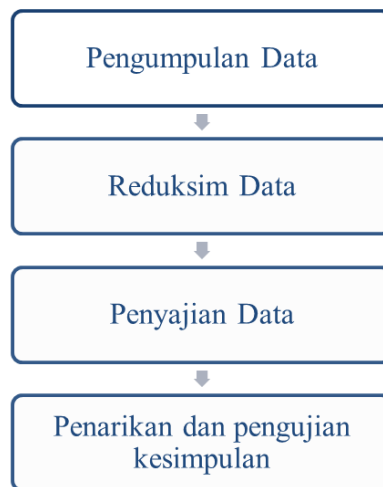 Pengumpulan Data
Reduksim Data
Penyajian Data
Penarikan dan pengujian
kesimpulan